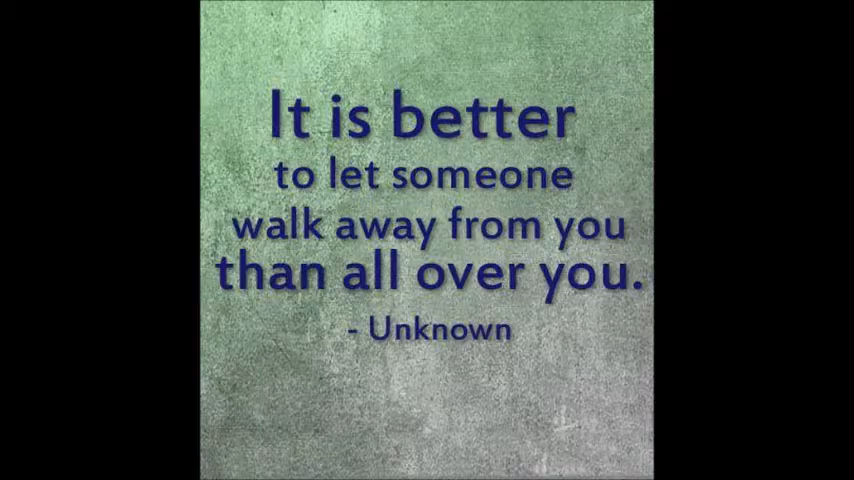 It is better
to let someone
walk away from you
than all over you.
- Unknown